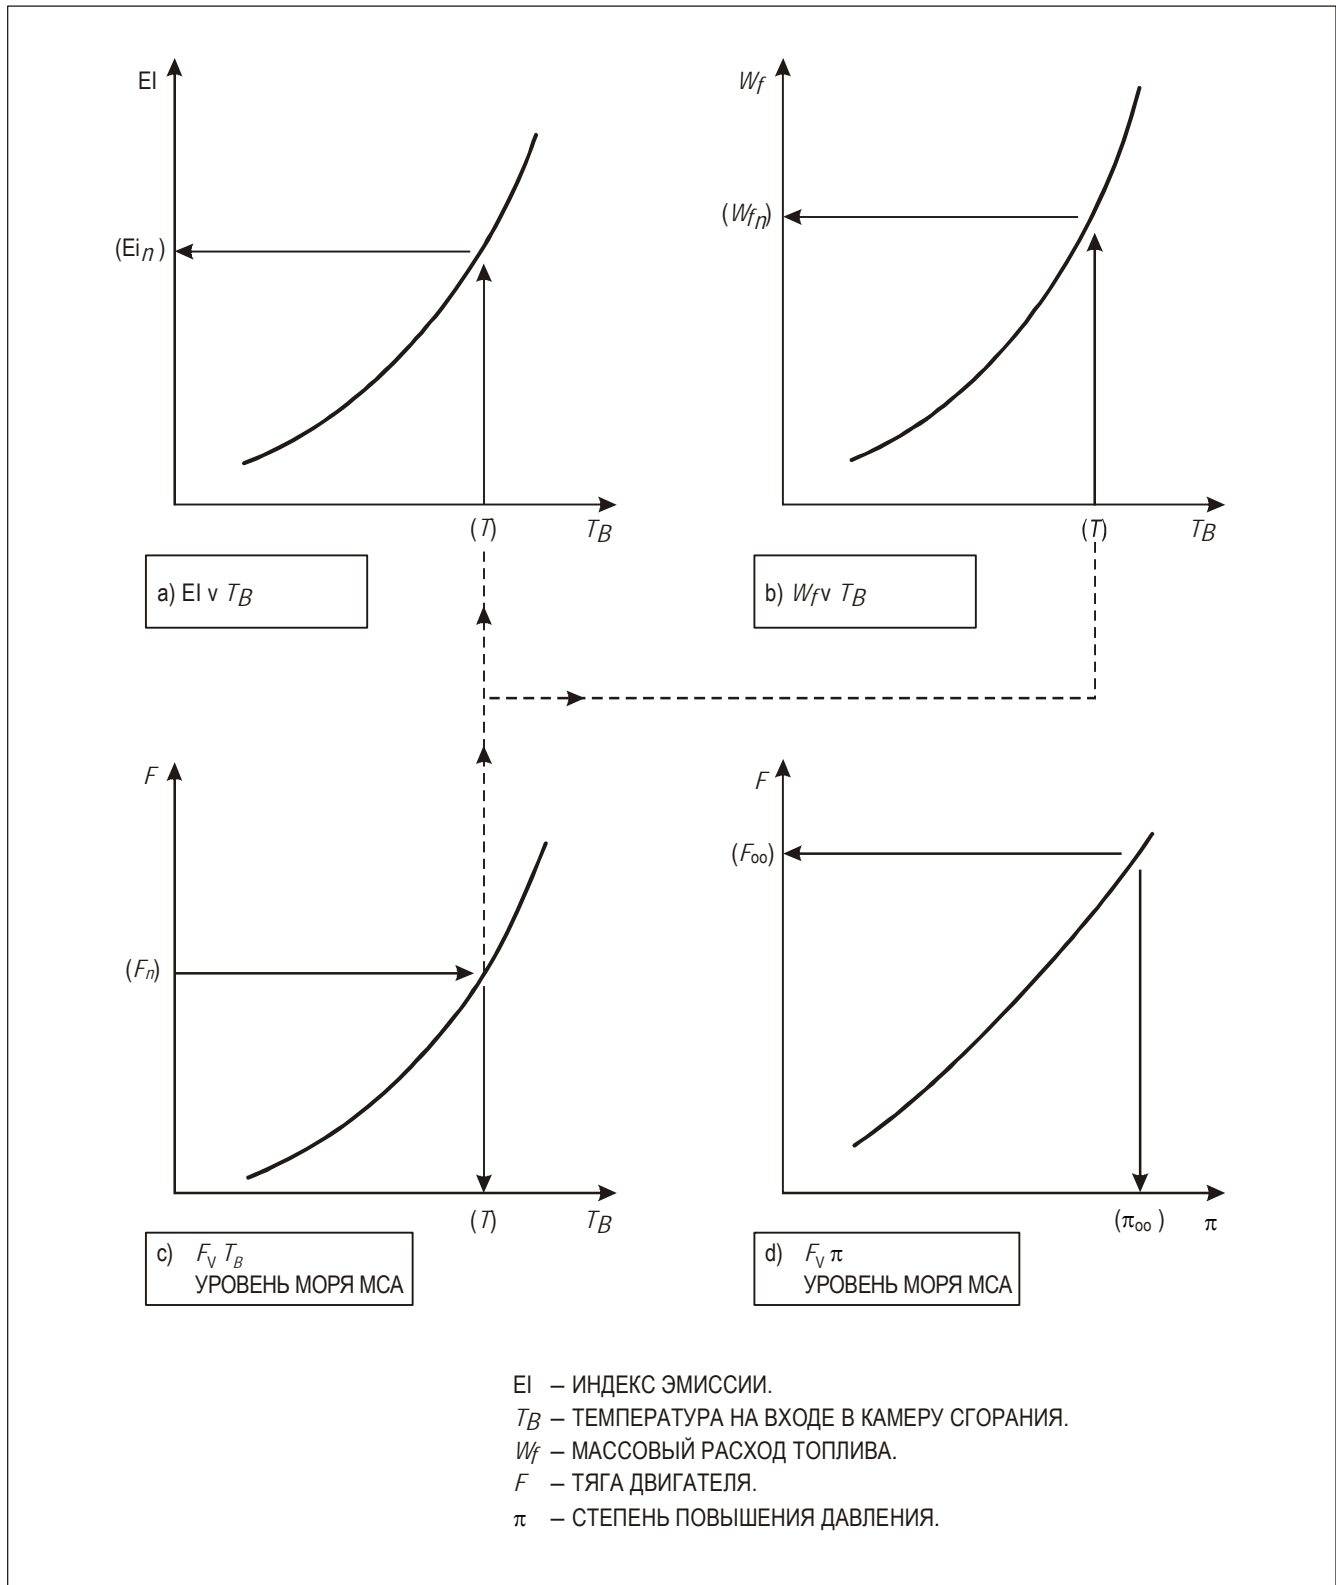 EI
(Ei n)
(T) T B
a) EI v T B
W f
(W f n)
(T) T B
b) W f v T B
F
(F n)
(T) T B
c) F v T B
УРОВЕНЬ МОРЯ МСА
F
(F oo)
(π oo) π
d) F v π
УРОВЕНЬ МОРЯ МСА
EI – ИНДЕКС ЭМИССИИ.
T B – ТЕМПЕРАТУРА НА ВХОДЕ В КАМЕРУ СГОРАНИЯ.
W f – МАССОВЫЙ РАСХОД ТОПЛИВА.
F – ТЯГА ДВИГАТЕЛЯ.
π – СТЕПЕНЬ ПОВЫШЕНИЯ ДАВЛЕНИЯ.